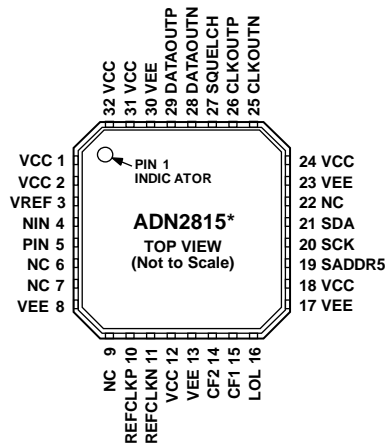 32 VCC
31 VCC
30 VEE
29 DATAOUTP
28 DATAOUTN
27 SQUELCH
26 CLKOUTP
25 CLKOUTN
VCC 1
VCC 2
VREF 3
NIN 4
PIN 5
NC 6
NC 7
VEE 8
PIN 1
INDIC ATOR
ADN2815*
TOP VIEW
(Not to Scale)
24 VCC
23 VEE
22 NC
21 SDA
20 SCK
19 SADDR5
18 VCC
17 VEE
NC 9
REFCLKP 10
REFCLKN 11
VCC 12
VEE 13
CF2 14
CF1 15
LOL 16